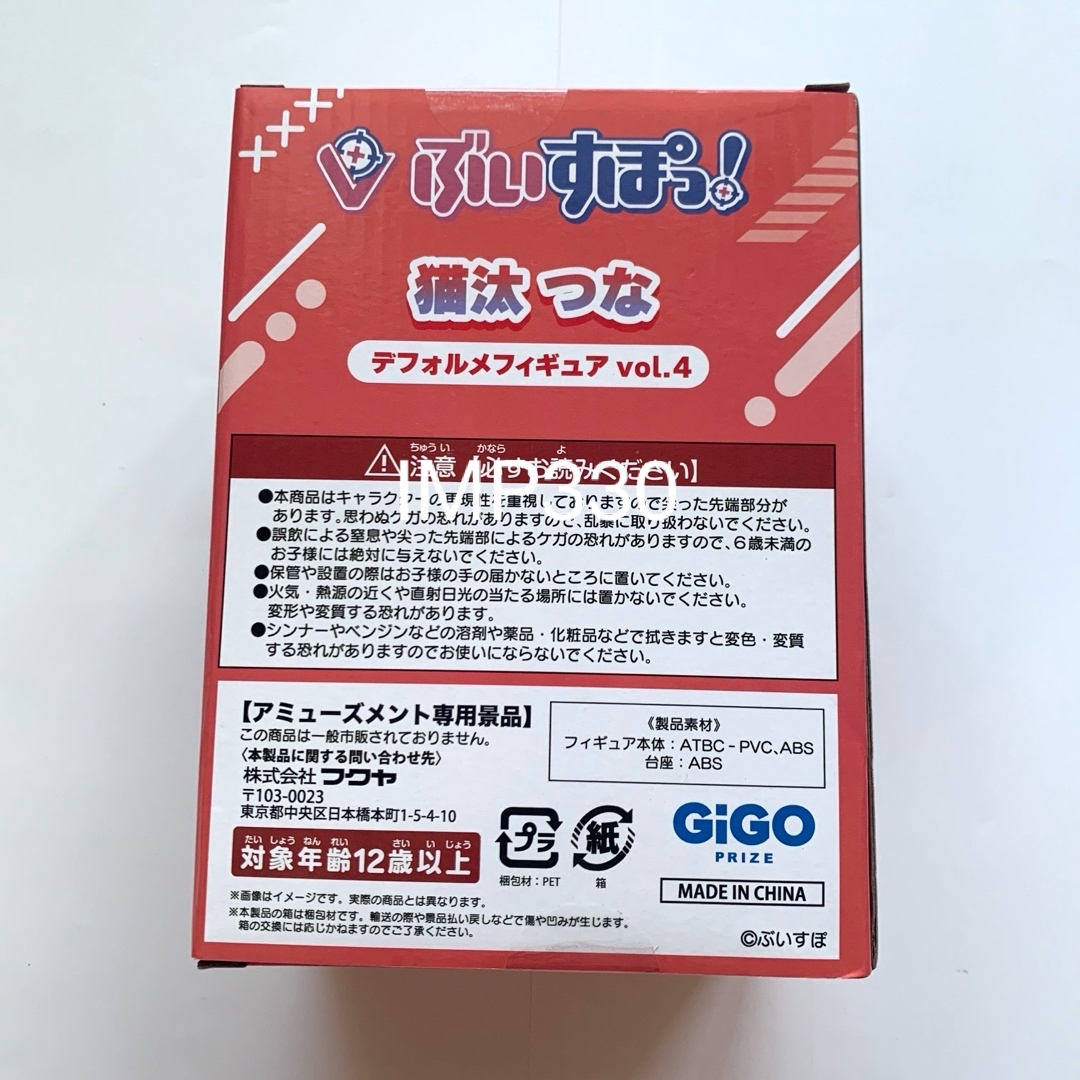 ぶいすぽっ!
猫汰 つな
デフォルメフィギュア vol.4
ちゅうい かなら よ
⚠注意【必ずお読みください】
IMP330
●本商品はキャラクターの再現性を重視しておりますので尖った先端部分が
あります。思わぬケガの恐れがありますので、乱暴に取り扱わないでください。
●誤飲による窒息や尖った先端部によるケガの恐れがありますので、6歳未満の
お子様には絶対に与えないでください。
●保管や設置の際はお子様の手の届かないところに置いてください。
●火気・熱源の近くや直射日光の当たる場所には置かないでください。
変形や変質する恐れがあります。
●シンナーやベンジンなどの溶剤や薬品・化粧品などで拭きますと変色・変質
する恐れがありますのでお使いにならないでください。
【アミューズメント専用景品】
この商品は一般市販されておりません。
〈本製品に関する問い合わせ先〉
株式会社フクヤ
〒103-0023
東京都中央区日本橋本町1-5-4-10
たいしょうねんれい さいいじょう
対象年齢12歳以上
《製品素材》
フィギュア本体:ATBC-PVC、ABS
台座:ABS
プラ
梱包材:PET
紙
箱
GiGO
PRIZE
MADE IN CHINA
※画像はイメージです。実際の商品とは異なります。
※本製品の箱は梱包材です。輸送の際や景品払い戻しなどで傷や凹みが生じます。
箱の交換には応じかねますのでご了承ください。
©ぶいすぽ